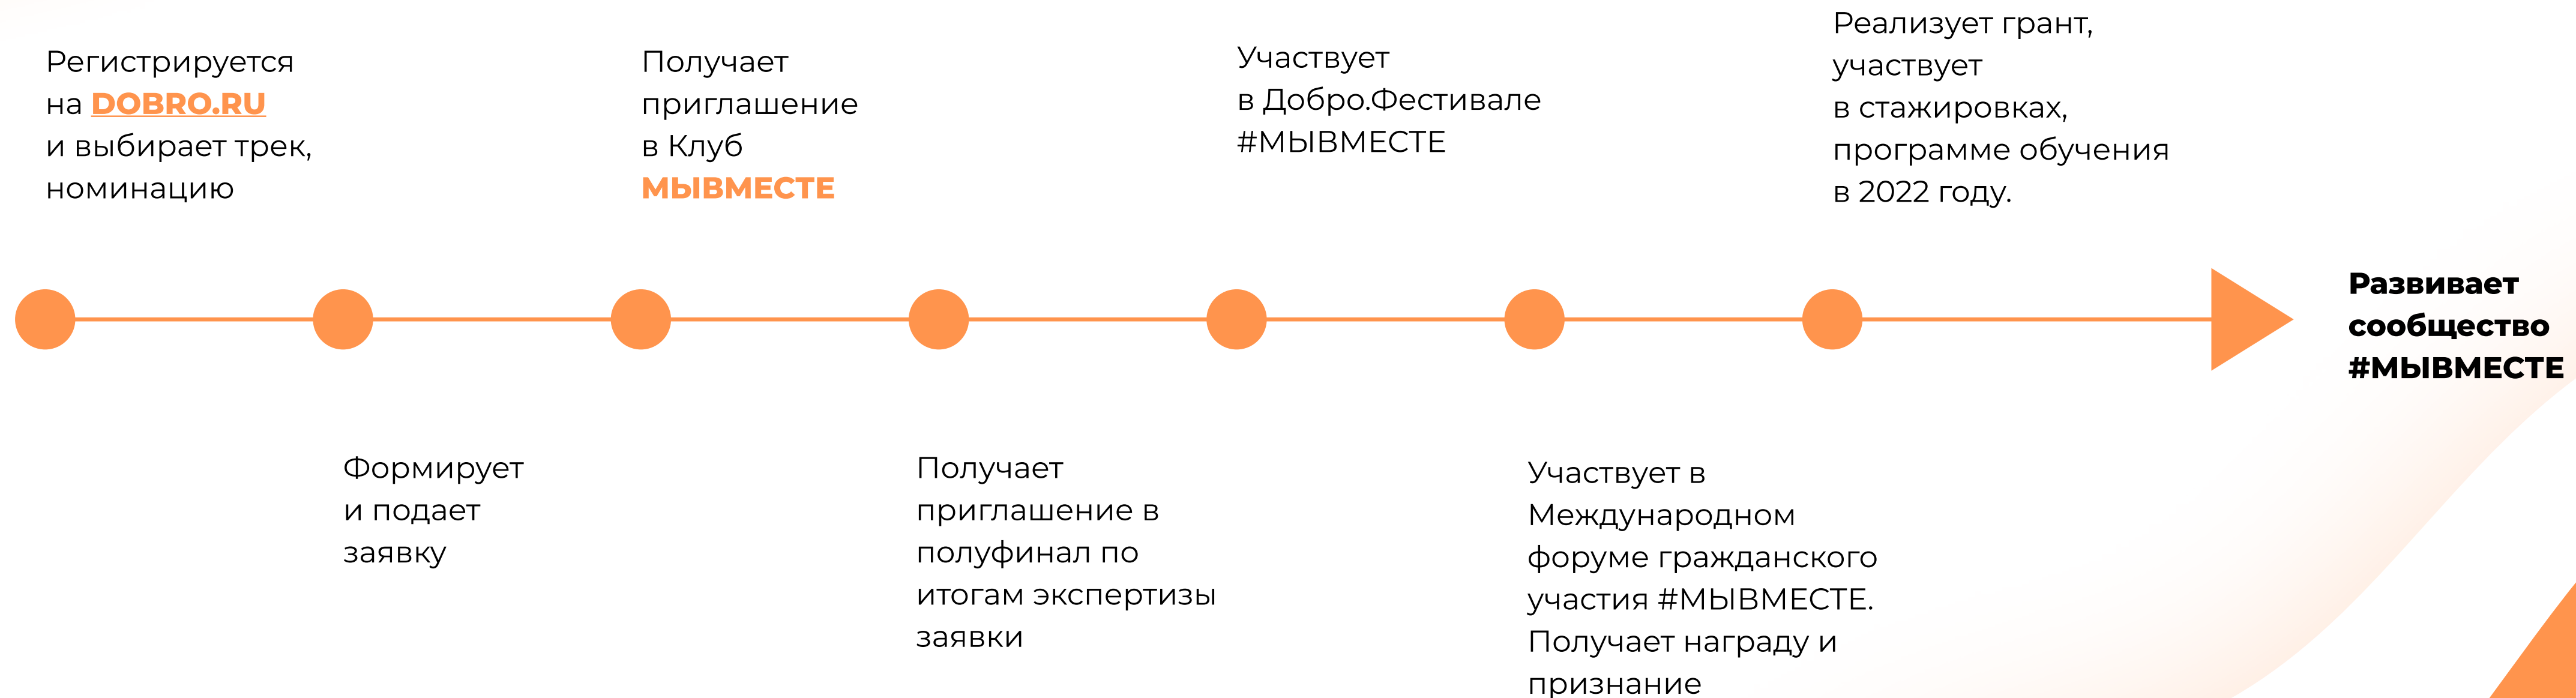 Регистрируется
на DOBRO.RU
и выбирает трек,
номинацию
Формирует
и подает
заявку
Получает
приглашение
в Клуб
МЫВМЕСТЕ
Получает
приглашение в
полуфинал по
итогам экспертизы
заявки
Участвует
в Добро.Фестивале
#МЫВМЕСТЕ
Участвует в
Международном
форуме гражданского
участия #МЫВМЕСТЕ.
Получает награду и
признание
Реализует грант,
участвует
в стажировках,
программе обучения
в 2022 году.
Развивает
сообщество
#МЫВМЕСТЕ